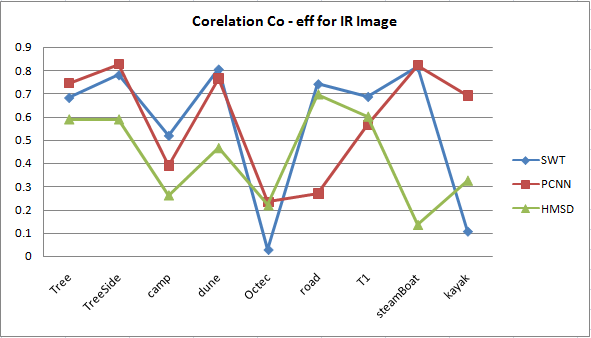 Corelation Co - eff for IR Image
0.9
0.8
0.7
0.6
0.5
0.4
0.3
0.2
0.1
0
Tree
TreeSide
camp
dune
Octec
road
T1
steamBoat
kayak
SWT
PCNN
HMSD